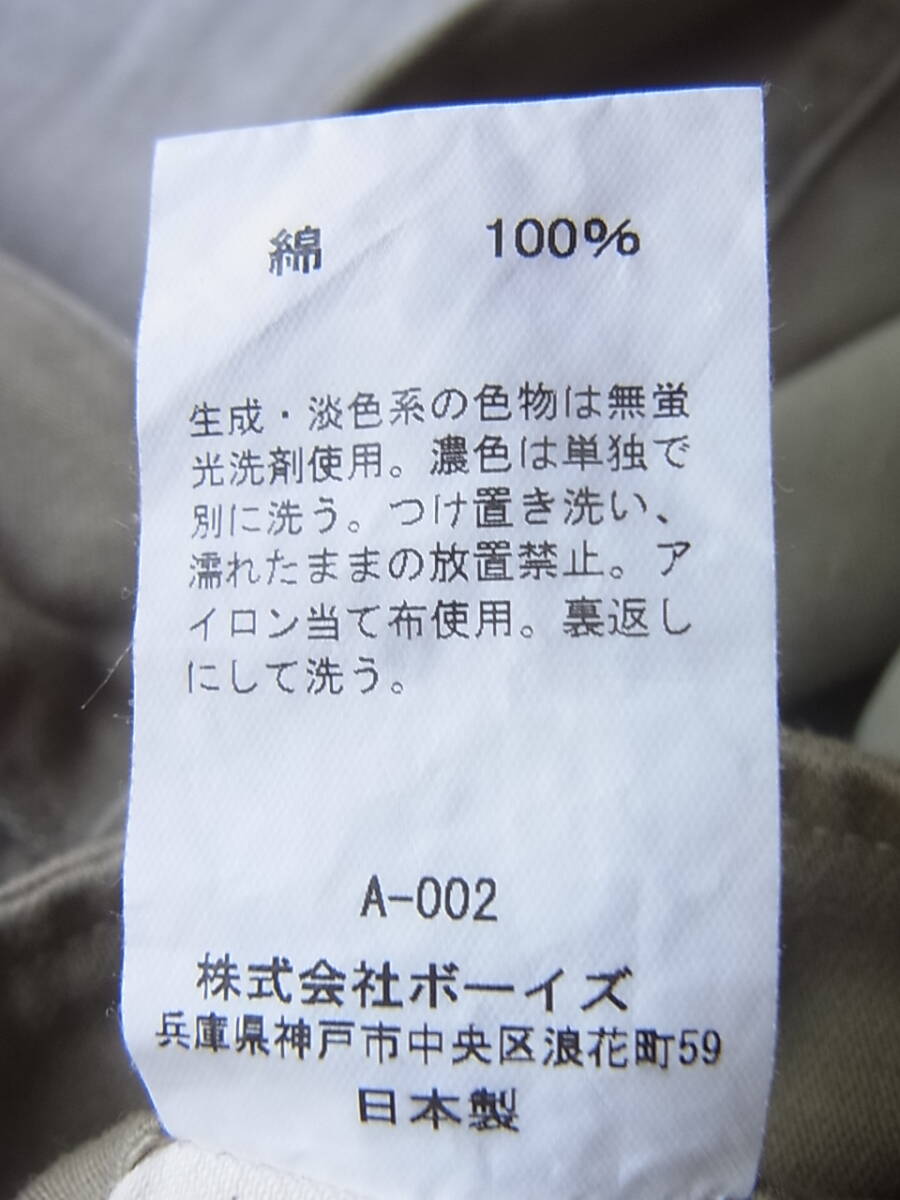 綿 100%
生成・淡色系の色物は無蛍
光洗剤使用。濃色は単独で
別に洗う。つけ置き洗い、
濡れたままの放置禁止。ア
イロン当て布使用。裏返し
にして洗う。
A-002
株式会社ボーイズ
兵庫県神戸市中央区浪花町59
日本製